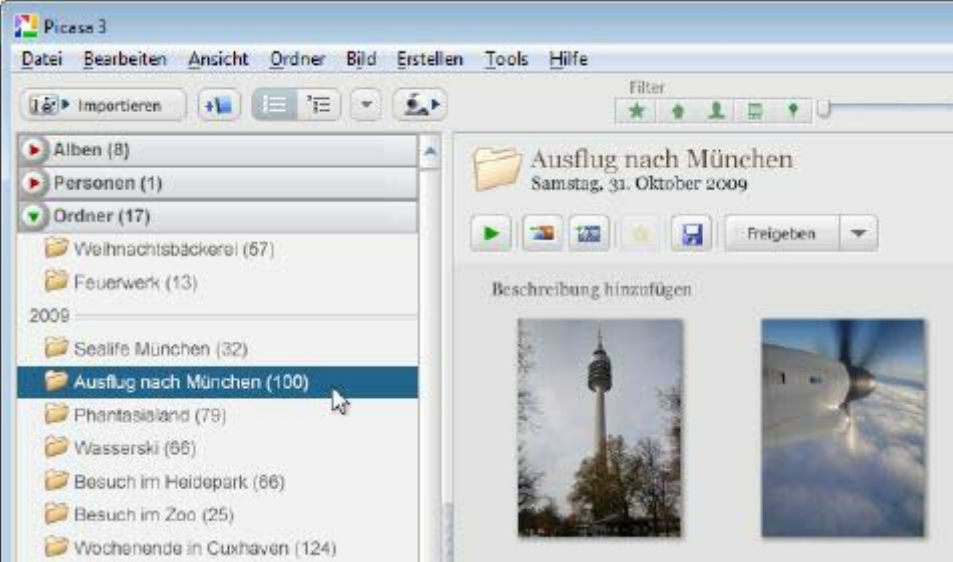 Picasa 3
Datei Bearbeiten Ansicht Ordner Bild Erstellen Tools Hilfe
Importieren
Filter
Alben (8)
Personen (1)
Ordner (17)
Weihnachtsbäckerei (57)
Feuerwerk (13)
2009
Sealife München (32)
Ausflug nach München (100)
Phantasialand (79)
Wasserski (66)
Besuch im Heidepark (66)
Besuch im Zoo (25)
Wochenende in Cuxhaven (124)
Ausflug nach München
Samstag, 31. Oktober 2009
Freigeben
Beschreibung hinzufügen